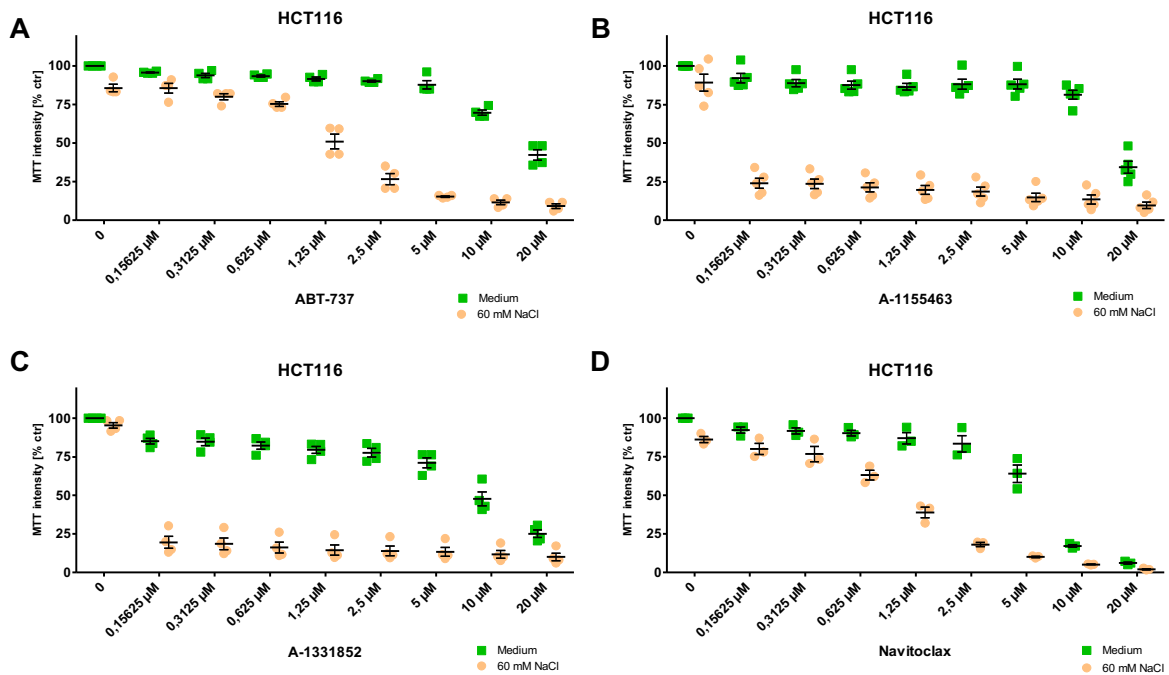 A
HCT116
MTT intensity [% ctr]
100
75
50
25
0
0
0,15625 µM
0,3125 µM
0,625 µM
1,25 µM
2,5 µM
5 µM
10 µM
20 µM
ABT-737
Medium
60 mM NaCl
B
HCT116
MTT intensity [% ctr]
100
75
50
25
0
0
0,15625 µM
0,3125 µM
0,625 µM
1,25 µM
2,5 µM
5 µM
10 µM
20 µM
A-1155463
Medium
60 mM NaCl
C
HCT116
MTT intensity [% ctr]
100
75
50
25
0
0
0,15625 µM
0,3125 µM
0,625 µM
1,25 µM
2,5 µM
5 µM
10 µM
20 µM
A-1331852
Medium
60 mM NaCl
D
HCT116
MTT intensity [% ctr]
100
75
50
25
0
0
0,15625 µM
0,3125 µM
0,625 µM
1,25 µM
2,5 µM
5 µM
10 µM
20 µM
Navitoclax
Medium
60 mM NaCl